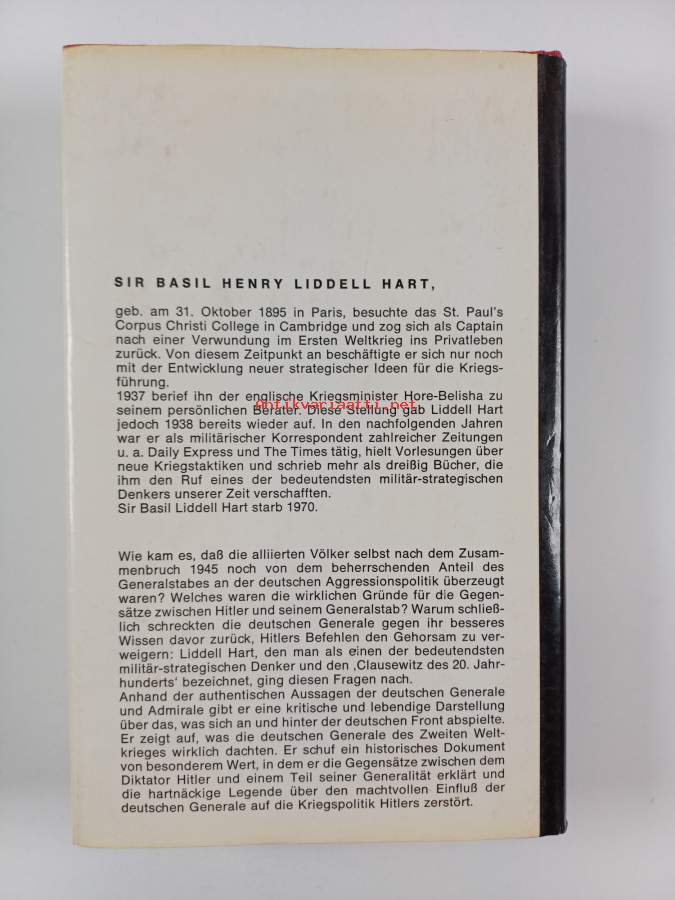 SIR BASIL HENRY LIDDELL HART,
geb. am 31. Oktober 1895 in Paris, besuchte das St. Paul's
Corpus Christi College in Cambridge und zog sich als Captain
nach einer Verwundung im Ersten Weltkrieg ins Privatleben
zurück. Von diesem Zeitpunkt an beschäftigte er sich nur noch
mit der Entwicklung neuer strategischer Ideen für die Kriegs-
führung.
1937 berief ihn der englische Kriegsminister Hore-Belisha zu
seinem persönlichen Berater. Diese Stellung gab Liddell Hart
antikvariaatti.net
jedoch 1938 bereits wieder auf. In den nachfolgenden Jahren
war er als militärischer Korrespondent zahlreicher Zeitungen
u. a. Daily Express und The Times tätig, hielt Vorlesungen über
neue Kriegstaktiken und schrieb mehr als dreißig Bücher, die
ihm den Ruf eines der bedeutendsten militär-strategischen
Denkers unserer Zeit verschafften.
Sir Basil Liddell Hart starb 1970.
Wie kam es, daß die alliierten Völker selbst nach dem Zusam-
menbruch 1945 noch von dem beherrschenden Anteil des
Generalstabes an der deutschen Aggressionspolitik überzeugt
waren? Welches waren die wirklichen Gründe für die Gegen-
sätze zwischen Hitler und seinem Generalstab? Warum schließ-
lich schreckten die deutschen Generale gegen ihr besseres
Wissen davor zurück, Hitlers Befehlen den Gehorsam zu ver-
weigern: Liddell Hart, den man als einen der bedeutendsten
militär-strategischen Denker und den ‚Clausewitz des 20. Jahr-
hunderts' bezeichnet, ging diesen Fragen nach.
Anhand der authentischen Aussagen der deutschen Generale
und Admirale gibt er eine kritische und lebendige Darstellung
über das, was sich an und hinter der deutschen Front abspielte.
Er zeigt auf, was die deutschen Generale des Zweiten Welt-
krieges wirklich dachten. Er schuf ein historisches Dokument
von besonderem Wert, in dem er die Gegensätze zwischen dem
Diktator Hitler und einem Teil seiner Generalität erklärt und
die hartnäckige Legende über den machtvollen Einfluß der
deutschen Generale auf die Kriegspolitik Hitlers zerstört.